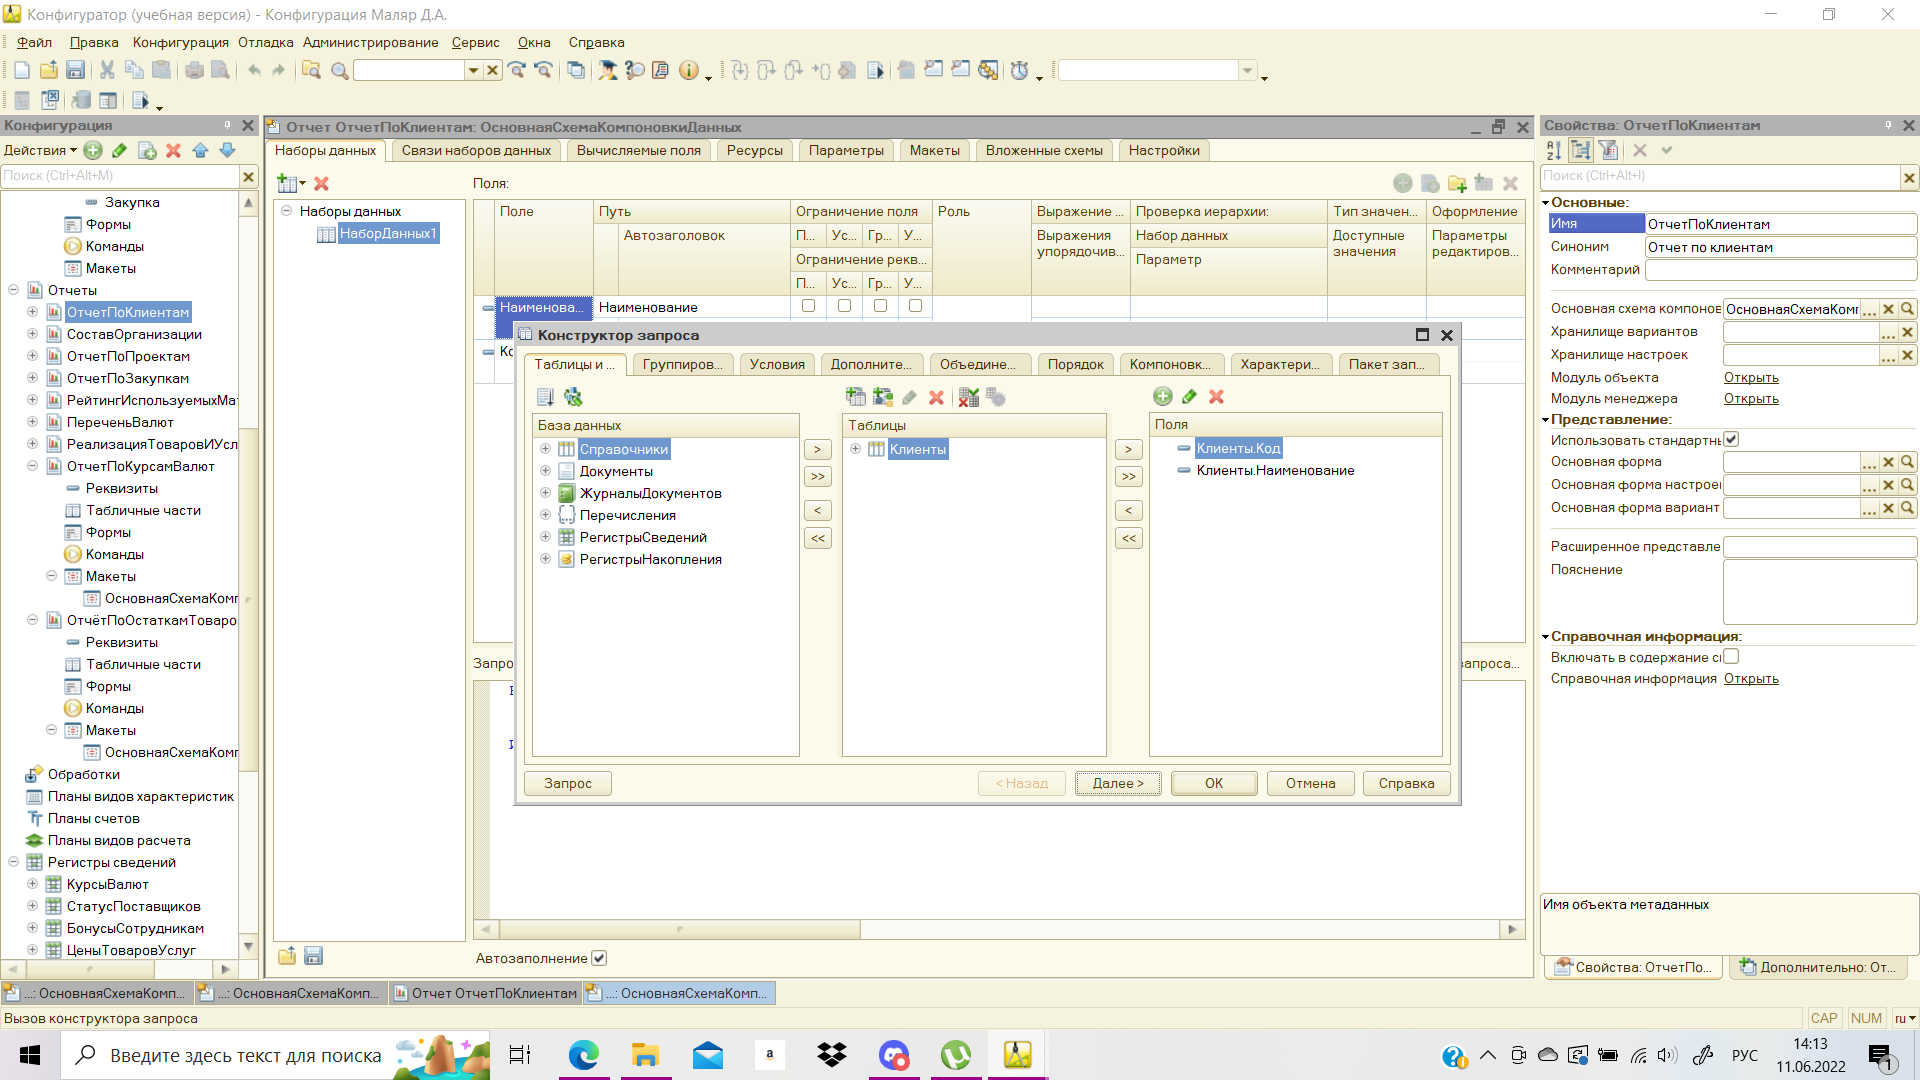 Конфигуратор (учебная версия) - Конфигурация Маляр Д.А.
Файл Правка Конфигурация Отладка Администрирование Сервис Окна Справка
Конфигурация
Действия
Поиск (Ctrl+Alt+M)
Закупка
Формы
Команды
Макеты
Отчеты
ОтчетПоКлиентам
СоставОрганизации
ОтчетПоПроектам
ОтчетПоЗакупкам
РейтингИспользуемыхМат
ПереченьВалют
РеализацияТоваровИУсл
ОтчетПоКурсамВалют
Реквизиты
Табличные части
Формы
Команды
Макеты
ОсновнаяСхемаКомп
ОтчётПоОстаткамТоваро
Реквизиты
Табличные части
Формы
Команды
Макеты
ОсновнаяСхемаКомп
Обработки
Планы видов характеристик
Планы счетов
Планы видов расчета
Регистры сведений
КурсыВалют
СтатусПоставщиков
БонусыСотрудникам
ЦеныТоваровУслуг
Отчет ОтчетПоКлиентам: ОсновнаяСхемаКомпоновкиДанных
Наборы данных Связи наборов данных Вычисляемые поля Ресурсы Параметры Макеты Вложенные схемы Настройки
Наборы данных
НаборДанных1
Поля:
Поле Путь Ограничение поля Роль Выражение ... Проверка иерархии: Тип значен... Оформление
Автозаголовок П... Ус... Гр... У... Выражения упорядочив... Набор данных Доступные значения Параметры редактиров...
Ограничение рекв... Параметр
П... Ус... Гр... У...
Наименова... Наименование
Конструктор запроса
Таблицы и ... Группиров... Условия Дополните... Объедине... Порядок Компоновк... Характери... Пакет зап...
База данных
Справочники
Документы
ЖурналыДокументов
Перечисления
РегистрыСведений
РегистрыНакопления
> >> < <<
Таблицы
Клиенты
> >> < <<
Поля
Клиенты.Код
Клиенты.Наименование
Запрос < Назад Далее > OK Отмена Справка
Запро
запроса...
Автозаполнение
Свойства: ОтчетПоКлиентам
Поиск (Ctrl+Alt+I)
Основные:
Имя ОтчетПоКлиентам
Синоним Отчет по клиентам
Комментарий
Основная схема компонов ОсновнаяСхемаКомп ...
Хранилище вариантов ...
Хранилище настроек ...
Модуль объекта Открыть
Модуль менеджера Открыть
Представление:
Использовать стандартнь
Основная форма ...
Основная форма настрое ...
Основная форма вариант ...
Расширенное представле
Пояснение
Справочная информация:
Включать в содержание с
Справочная информация Открыть
Имя объекта метаданных
Свойства: ОтчетПо... Дополнительно: От...
...: ОсновнаяСхемаКомп... ...: ОсновнаяСхемаКомп... Отчет ОтчетПоКлиентам ...: ОсновнаяСхемаКомп...
Вызов конструктора запроса
CAP NUM ru
Введите здесь текст для поиска
a
РУС
14:13
11.06.2022
1